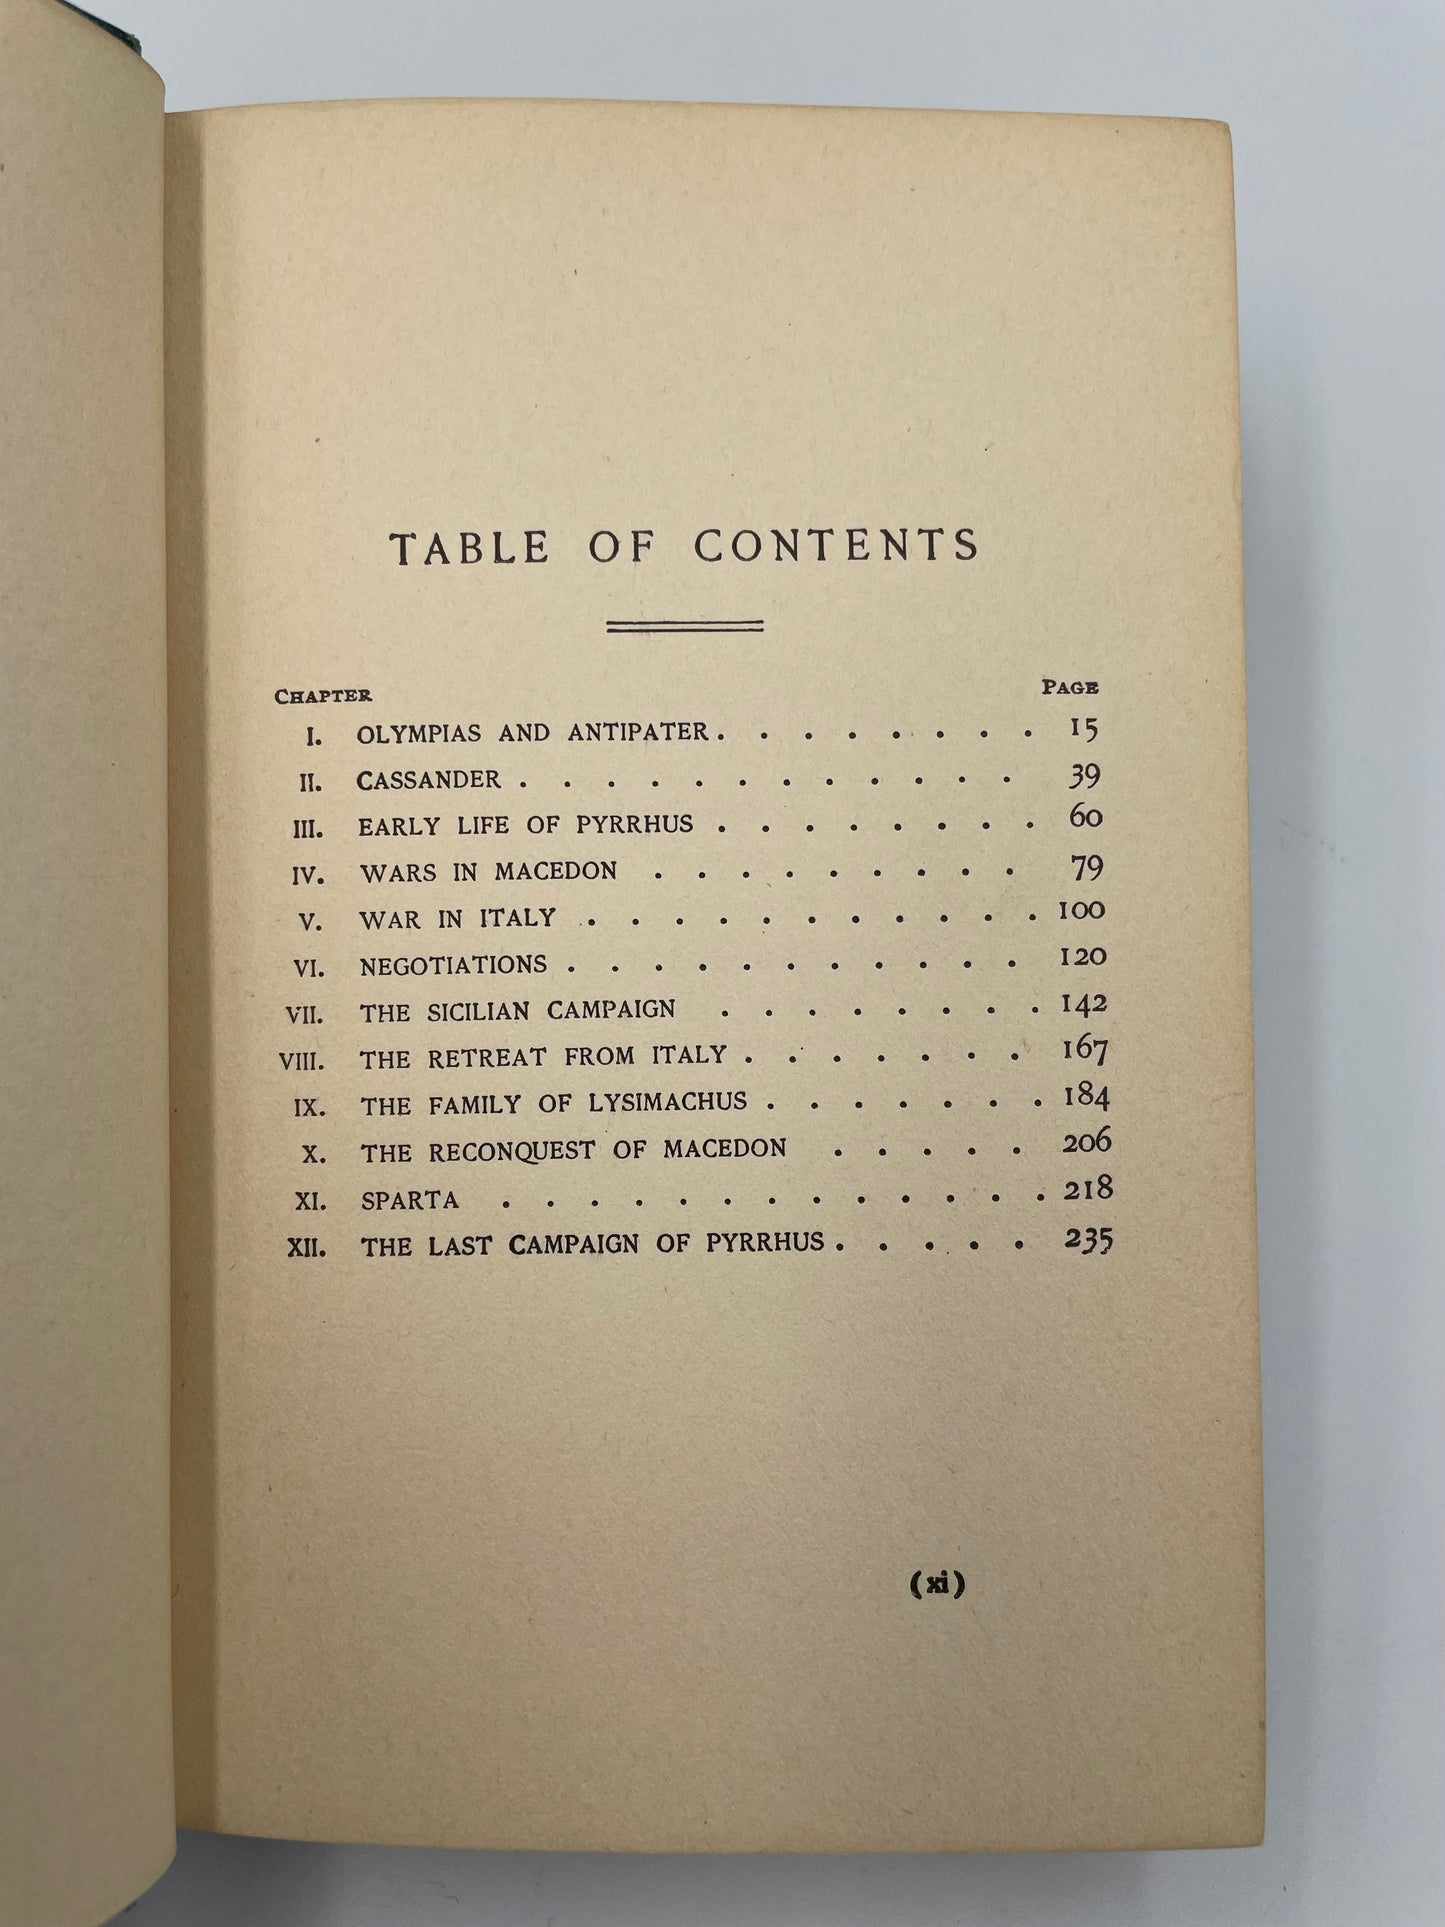 TABLE OF CONTENTS
CHAPTER PAGE
I. OLYMPIAS AND ANTIPATER . . . . . . . . 15
II. CASSANDER . . . . . . . . . . . . 39
III. EARLY LIFE OF PYRRHUS . . . . . . . . 60
IV. WARS IN MACEDON . . . . . . . . . 79
V. WAR IN ITALY . . . . . . . . . . . 100
VI. NEGOTIATIONS . . . . . . . . . . . 120
VII. THE SICILIAN CAMPAIGN . . . . . . . . 142
VIII. THE RETREAT FROM ITALY . . . . . . . 167
IX. THE FAMILY OF LYSIMACHUS . . . . . . . 184
X. THE RECONQUEST OF MACEDON . . . . . 206
XI. SPARTA . . . . . . . . . . . . . 218
XII. THE LAST CAMPAIGN OF PYRRHUS . . . . . 235
(xi)